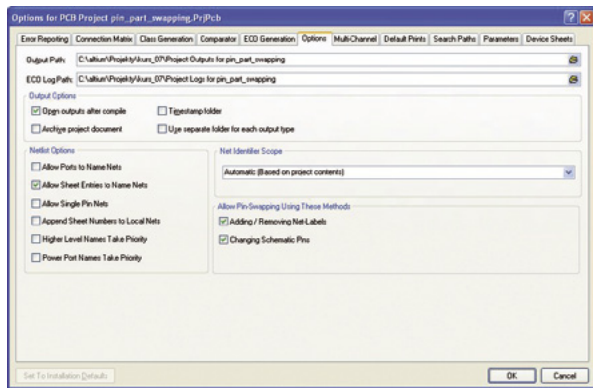 Options for PCB Project pin_part_swapping.PrjPcb
Error Reporting Connection Matrix Class Generation Comparator ECO Generation Options Multi-Channel Default Prints Search Paths Parameters Device Sheets
Output Path: C:\altium\Projekty\kurs_07\Project Outputs for pin_part_swapping
ECO Log Path: C:\altium\Projekty\kurs_07\Project Logs for pin_part_swapping
Output Options
Open outputs after compile Timestamp folder
Archive project document Use separate folder for each output type
Netlist Options Net Identifier Scope
Allow Ports to Name Nets Automatic (Based on project contents)
Allow Sheet Entries to Name Nets
Allow Single Pin Nets Allow Pin-Swapping Using These Methods
Append Sheet Numbers to Local Nets Adding / Removing Net-Labels
Higher Level Names Take Priority Changing Schematic Pins
Power Port Names Take Priority
Set To Installation Defaults OK Cancel